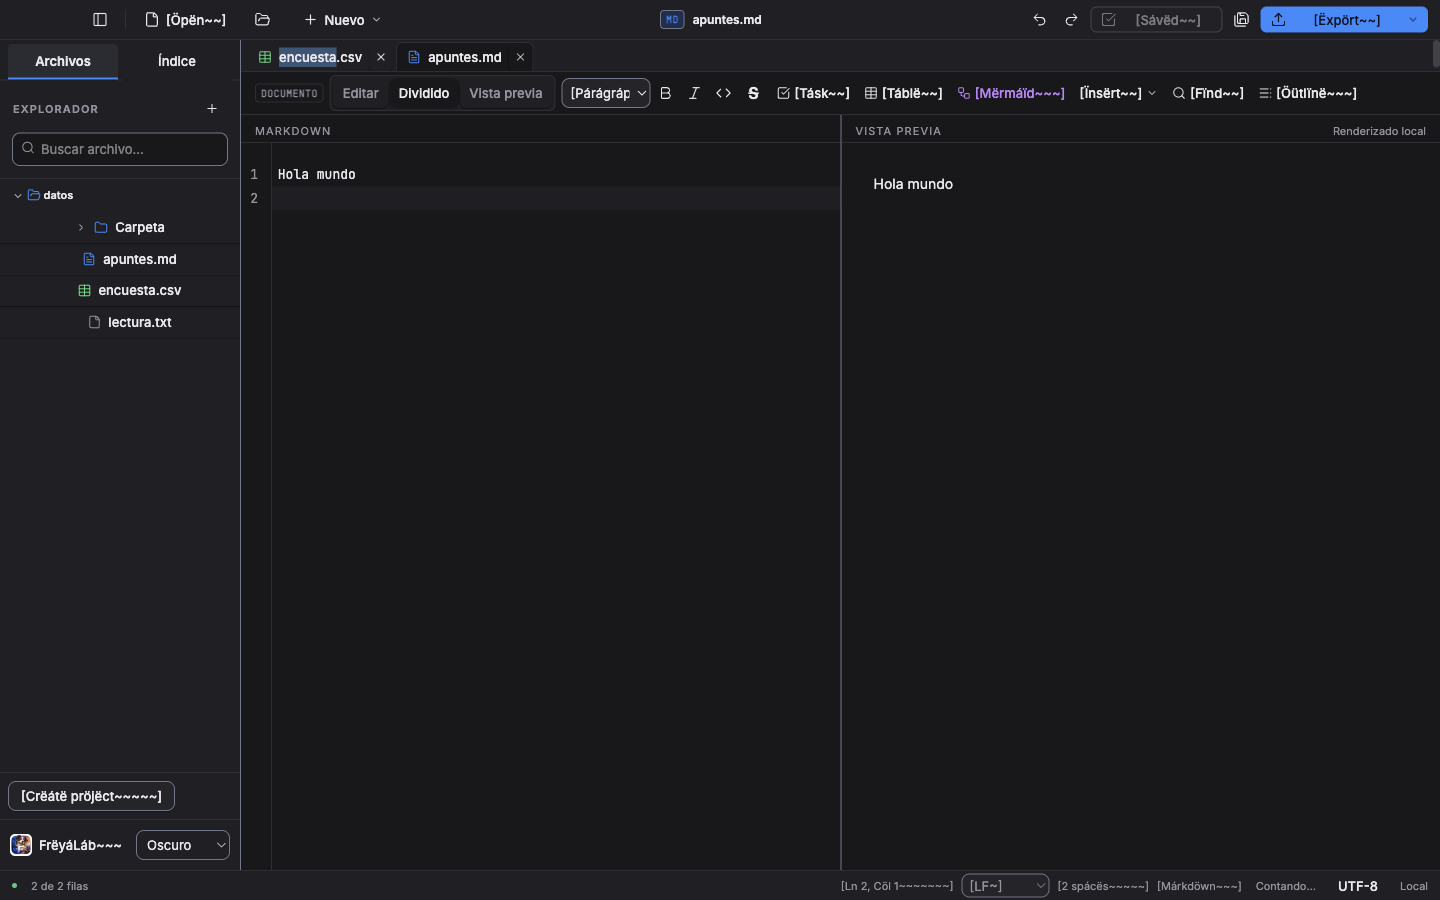 [Öpën~~] Nuevo MD apuntes.md [Sávëd~~] [Ëxpört~~]
Archivos Índice
encuesta.csv apuntes.md
EXPLORADOR
DOCUMENTO Editar Dividido Vista previa [Párágráp B I S [Tásk~~] [Táblë~~] [Mërmáïd~~~] [Ïnsërt~~] [Fïnd~~] [Öütlïnë~~~]
MARKDOWN
VISTA PREVIA Renderizado local
Buscar archivo...
datos
Carpeta
apuntes.md
encuesta.csv
lectura.txt
1 Hola mundo
2
Hola mundo
[Crëátë pröjëct~~~~~]
FrëyáLáb~~~ Oscuro
2 de 2 filas [Ln 2, Cöl 1~~~~~~~] [LF~] [2 spácës~~~~~] [Márkdöwn~~~] Contando... UTF-8 Local